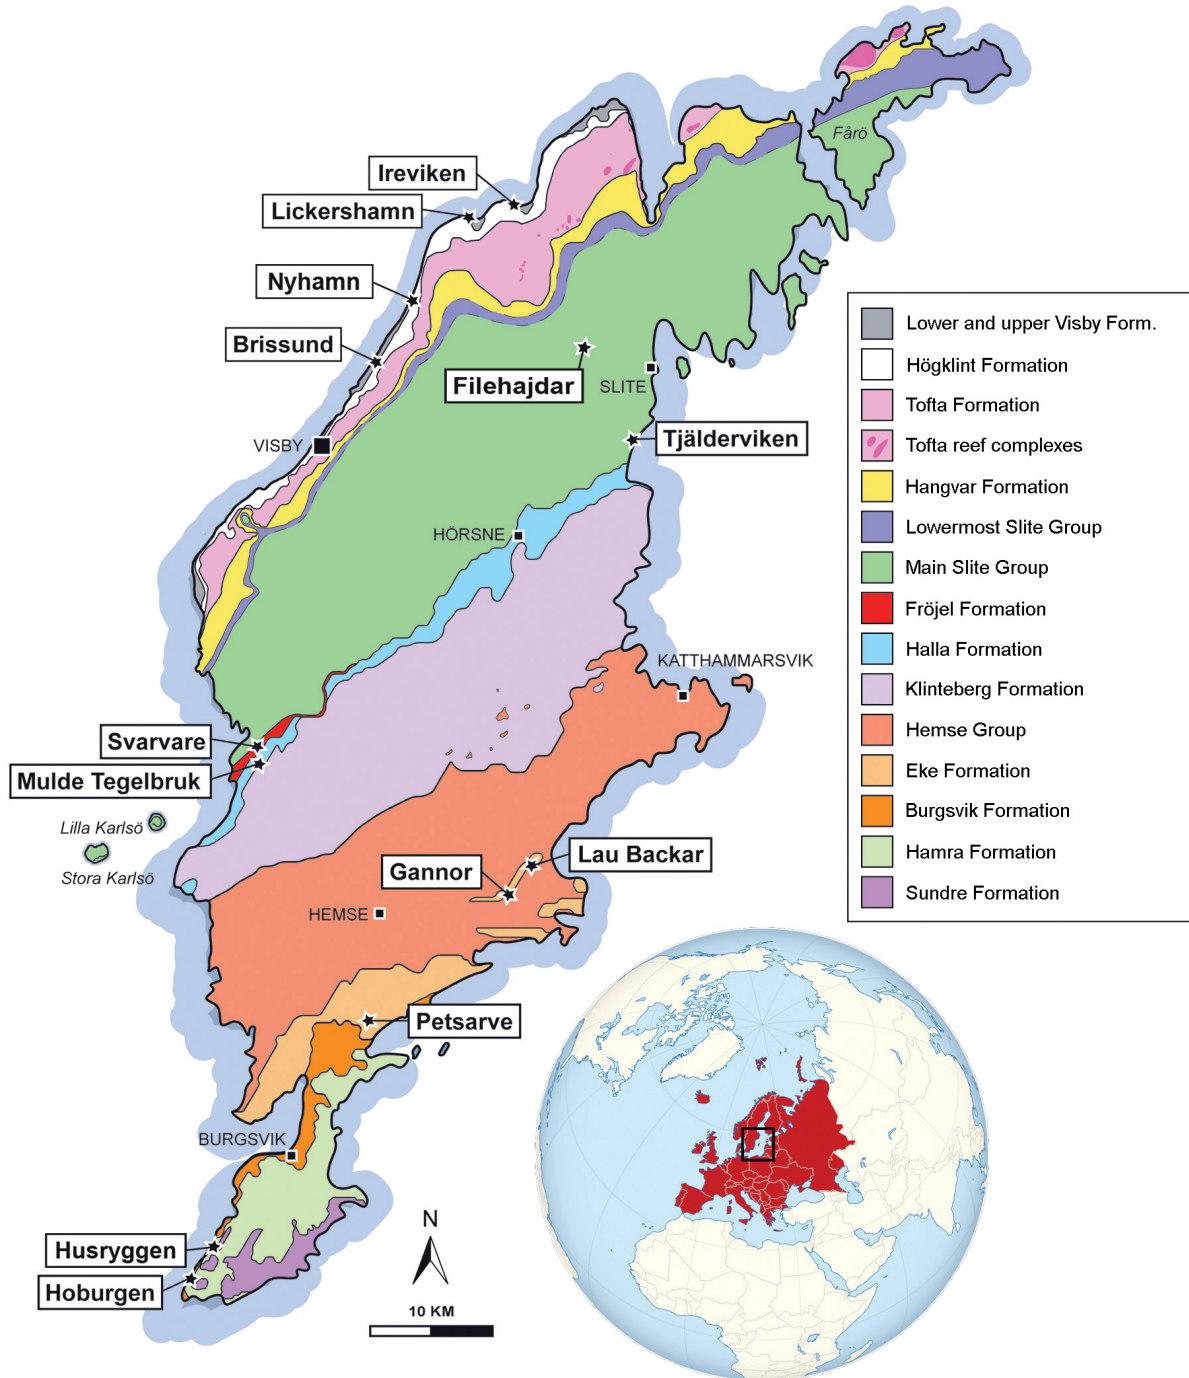 Fårö
Ireviken
Lickershamn
Nyhamn
Brissund
Filehajdar
SLITE
Tjälderviken
VISBY
HÖRSNE
KATTHAMMARSVIK
Svarvare
Mulde Tegelbruk
Lilla Karlsö
Stora Karlsö
Lau Backar
Gannor
HEMSE
Petsarve
BURGSVIK
Husryggen
Hoburgen
N
10 KM
Lower and upper Visby Form.
Högklint Formation
Tofta Formation
Tofta reef complexes
Hangvar Formation
Lowermost Slite Group
Main Slite Group
Fröjel Formation
Halla Formation
Klinteberg Formation
Hemse Group
Eke Formation
Burgsvik Formation
Hamra Formation
Sundre Formation